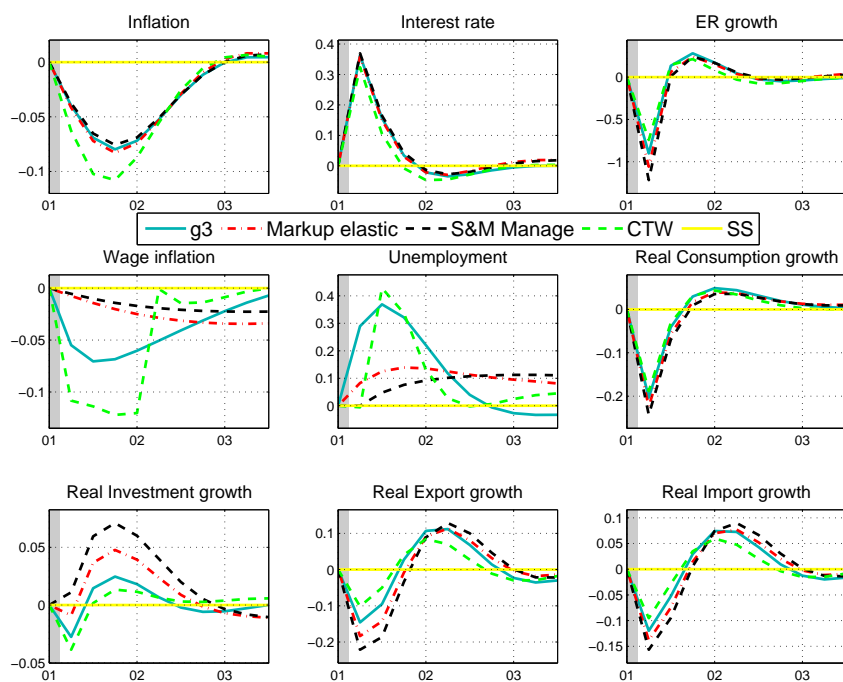 Inflation Interest rate ER growth
0 −0.05 −0.1
01 02 03
0.4 0.3 0.2 0.1 0
01 02 03
0 −0.5 −1
01 02 03
g3 Markup elastic S&M Manage CTW SS
Wage inflation Unemployment Real Consumption growth
0 −0.05 −0.1
01 02 03
0.4 0.3 0.2 0.1 0
01 02 03
0 −0.1 −0.2
01 02 03
Real Investment growth Real Export growth Real Import growth
0.05 0 −0.05
01 02 03
0.1 0 −0.1 −0.2
01 02 03
0.1 0.05 0 −0.05 −0.1 −0.15
01 02 03